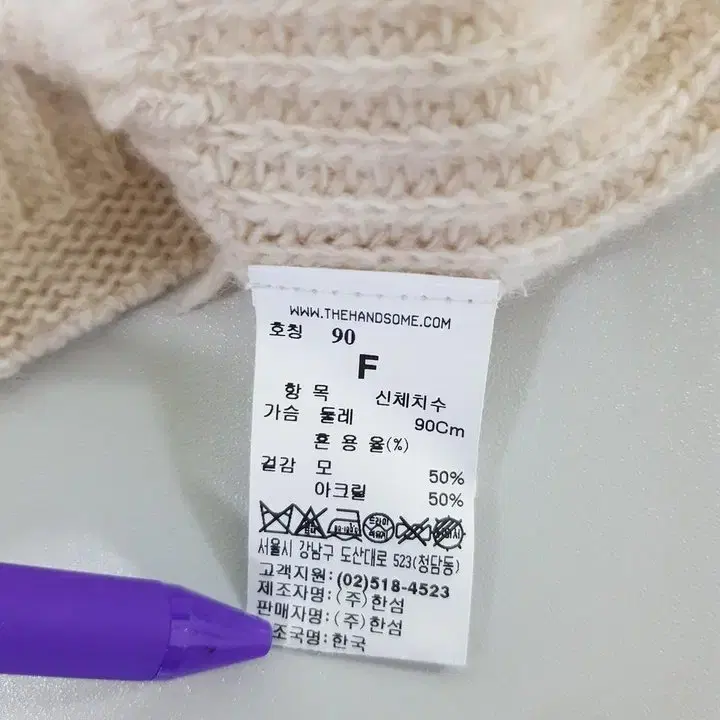 WWW.THEHANDSOME.COM
호칭 90
F
항 목 신체치수
가슴 둘레 90Cm
혼 용 율(%)
겉감 모 50%
아크릴 50%
드라이
서울시 강남구 도산대로 523(청담동)
고객지원:(02)518-4523
제조자명:(주)한섬
판매자명:(주)한섬
조국명:한국